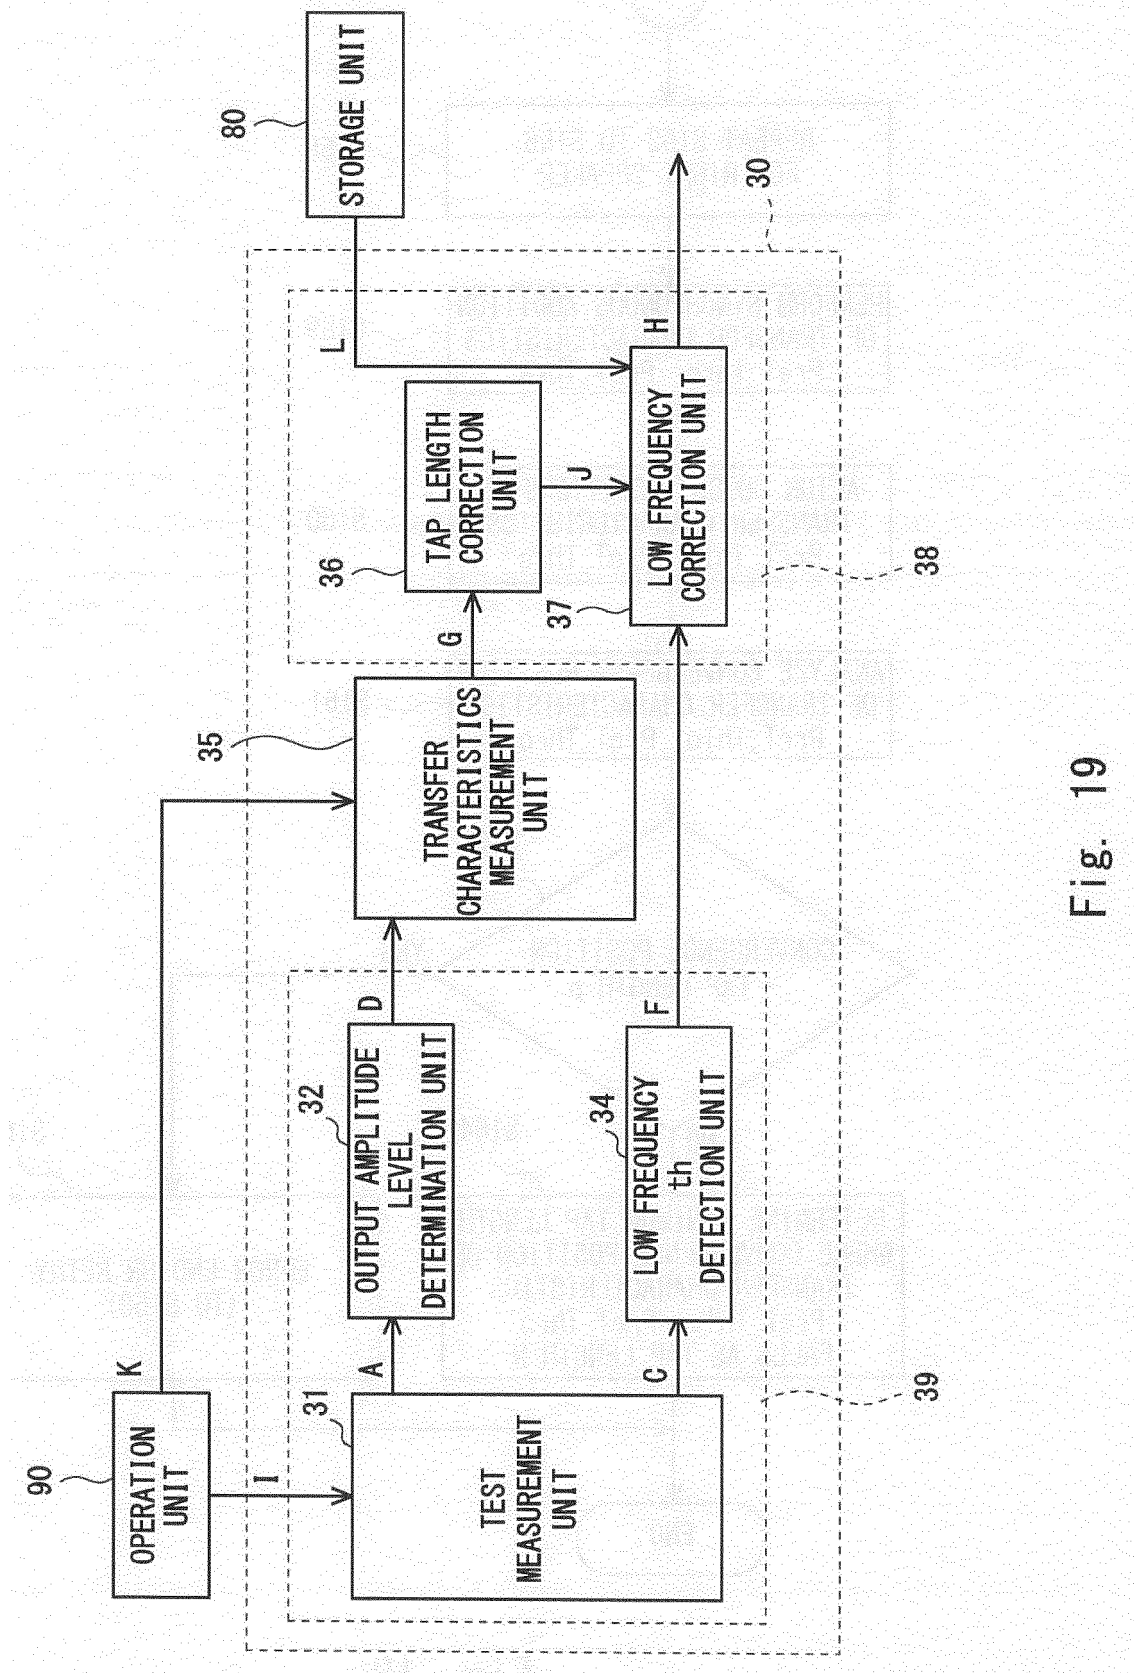 90
OPERATION
UNIT
K
I
31
TEST
MEASUREMENT
UNIT
A
C
39
32
OUTPUT AMPLITUDE
LEVEL
DETERMINATION UNIT
D
34
LOW FREQUENCY
th
DETECTION UNIT
F
35
TRANSFER
CHARACTERISTICS
MEASUREMENT
UNIT
G
36
TAP LENGTH
CORRECTION
UNIT
J
37
LOW FREQUENCY
CORRECTION UNIT
38
L
H
80
STORAGE UNIT
30
Fig. 19